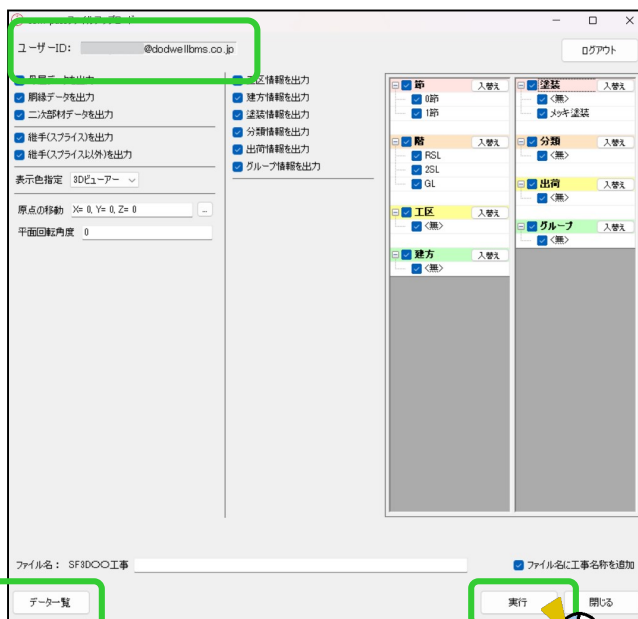 ユーザーID: @dodwellbms.co.jp
ログアウト
胴縁データを出力
二次部材データを出力
継手(スプライス)を出力
継手(スプライス以外)を出力
表示色指定 3Dビューアー
原点の移動 X= 0, Y= 0, Z= 0 ...
平面回転角度 0
工区情報を出力
建方情報を出力
塗装情報を出力
分類情報を出力
出荷情報を出力
グループ情報を出力
節 入替え
0節
1節
階 入替え
RSL
2SL
GL
工区 入替え
<無>
建方 入替え
<無>
塗装 入替え
<無>
メッキ塗装
分類 入替え
<無>
出荷 入替え
<無>
グループ 入替え
<無>
ファイル名: SF3D〇〇工事
ファイル名に工事名称を追加
データ一覧
実行
閉じる